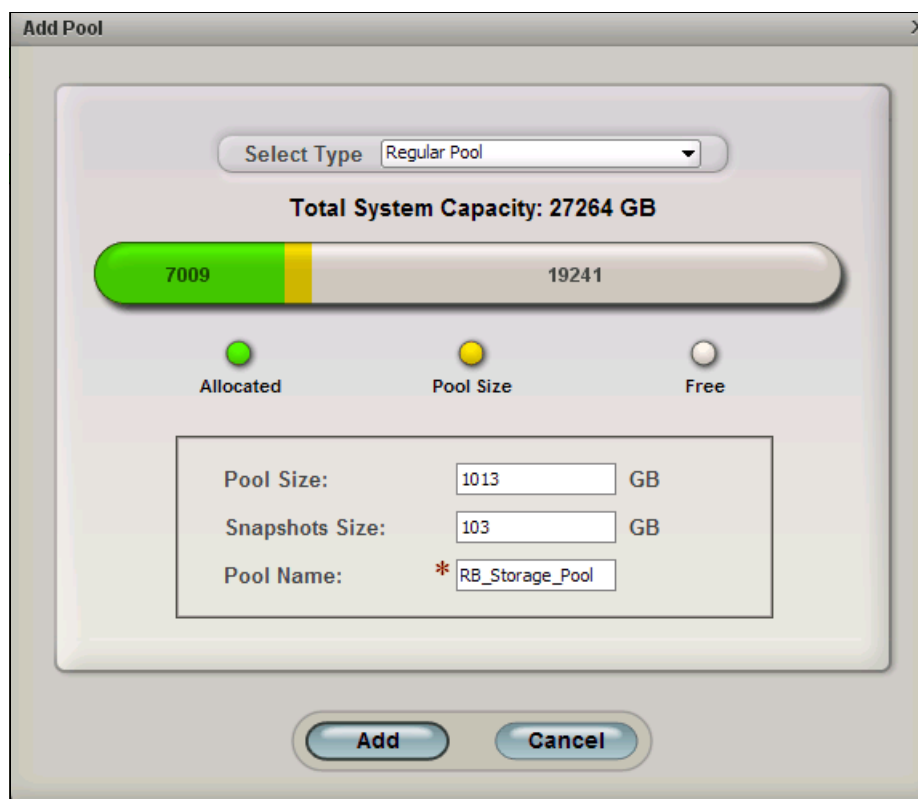 Add Pool X
Select Type Regular Pool
Total System Capacity: 27264 GB
7009 19241
Allocated Pool Size Free
Pool Size: 1013 GB
Snapshots Size: 103 GB
Pool Name: * RB_Storage_Pool
Add Cancel